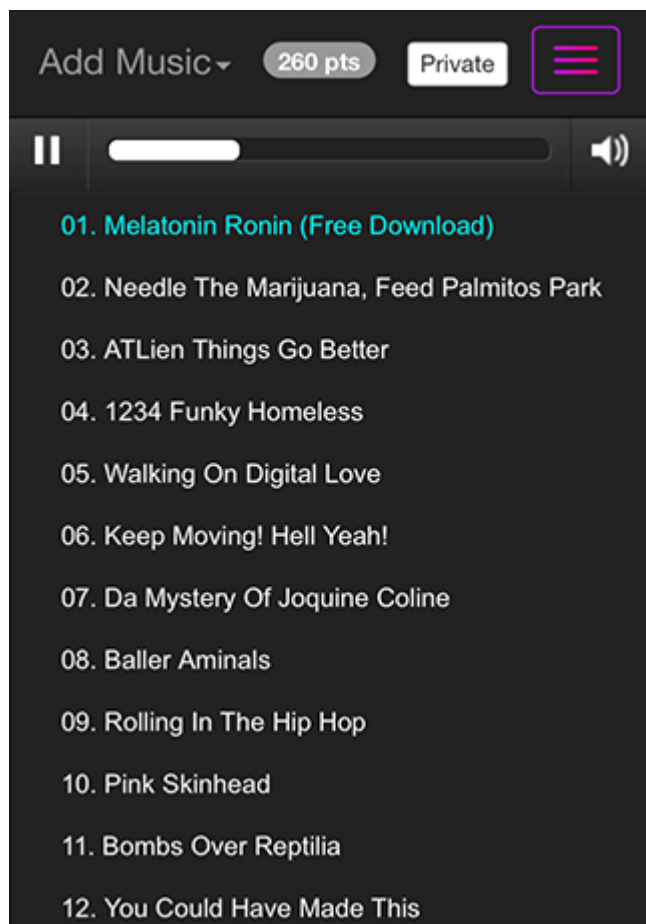 Add Music 260 pts Private
01. Melatonin Ronin (Free Download)
02. Needle The Marijuana, Feed Palmitos Park
03. ATLien Things Go Better
04. 1234 Funky Homeless
05. Walking On Digital Love
06. Keep Moving! Hell Yeah!
07. Da Mystery Of Joquine Coline
08. Baller Aminals
09. Rolling In The Hip Hop
10. Pink Skinhead
11. Bombs Over Reptilia
12. You Could Have Made This